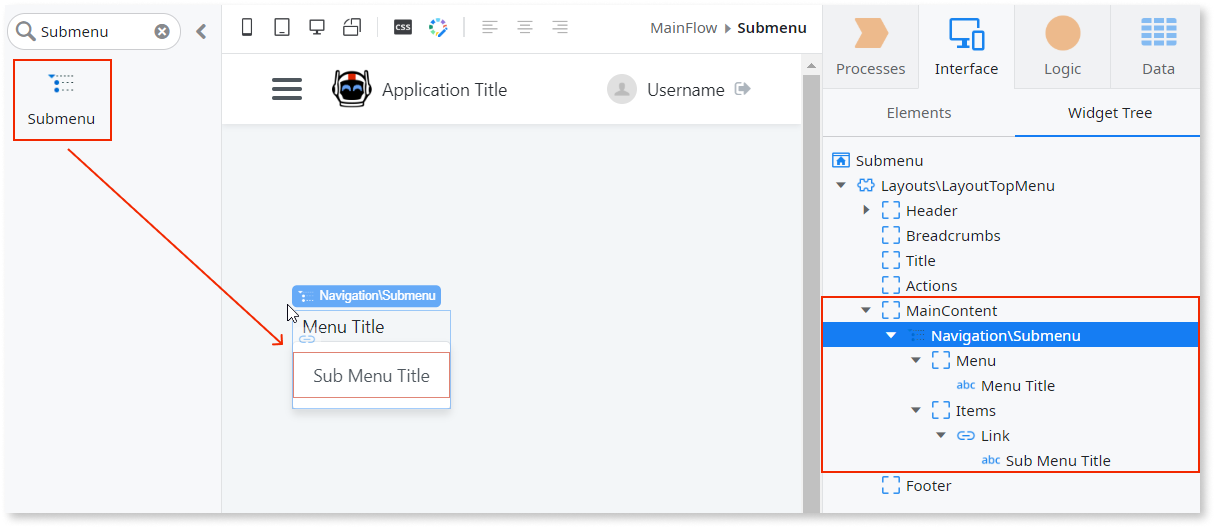 Submenu
Submenu
css
MainFlow
Submenu
Application Title
Username
Navigation\Submenu
Menu Title
Sub Menu Title
Processes
Interface
Logic
Data
Elements
Widget Tree
Submenu
Layouts\LayoutTopMenu
Header
Breadcrumbs
Title
Actions
MainContent
Navigation\Submenu
Menu
abc Menu Title
Items
Link
abc Sub Menu Title
Footer